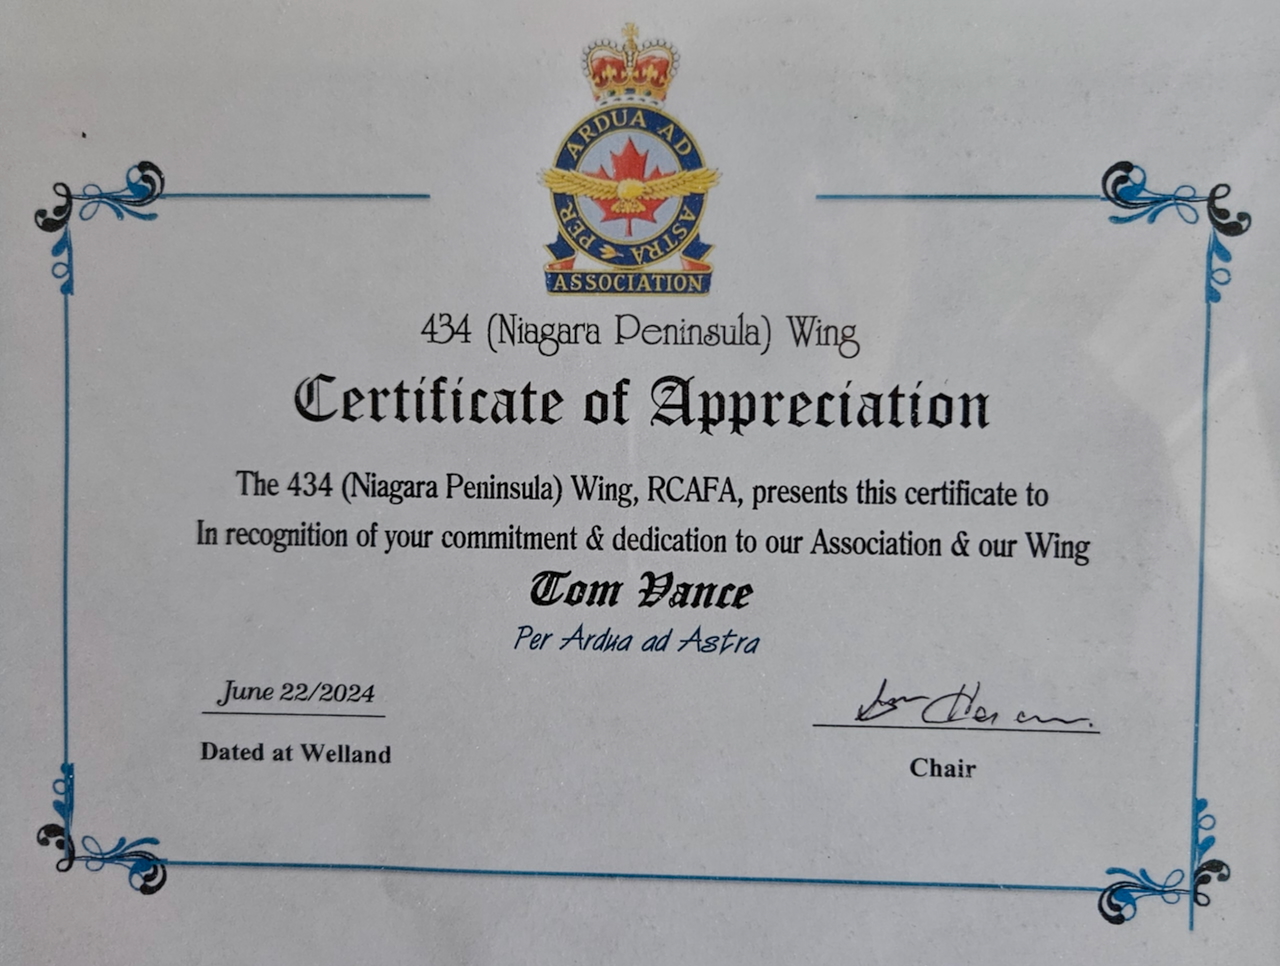 PER ARDUA AD ASTRA
ASSOCIATION
434 (Niagara Peninsula) Wing
Certificate of Appreciation
The 434 (Niagara Peninsula) Wing, RCAFA, presents this certificate to
In recognition of your commitment & dedication to our Association & our Wing
Tom Vance
Per Ardua ad Astra
June 22/2024
Dated at Welland
Chair